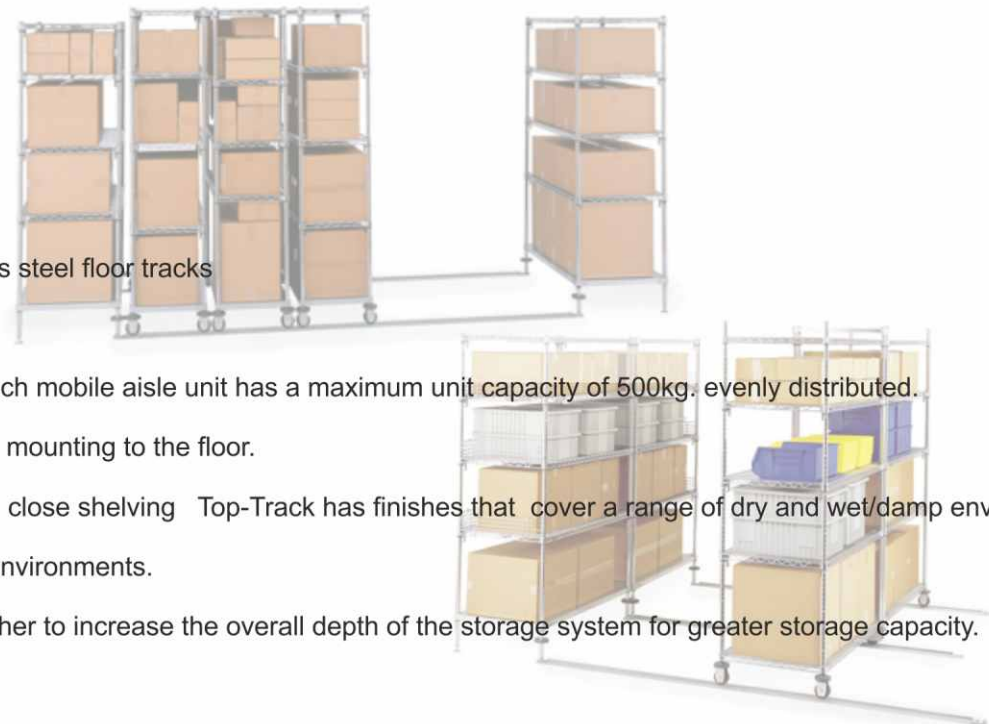 s steel floor tracks
ch mobile aisle unit has a maximum unit capacity of 500kg. evenly distributed.
mounting to the floor.
close shelving Top-Track has finishes that cover a range of dry and wet/damp env
nvironments.
her to increase the overall depth of the storage system for greater storage capacity.